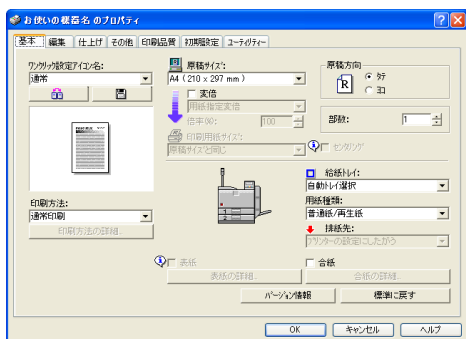 お使いの機器名 のプロパティ
基本 編集 仕上げ その他 印刷品質 初期設定 ユーティリティー
ワンクリック設定アイコン名:
通常
原稿サイズ:
A4 ( 210 x 297 mm )
変倍
用紙指定変倍
倍率(%): 100
印刷用紙サイズ:
原稿サイズと同じ
原稿方向
R
タテ
ヨコ
部数: 1
センタリング
印刷方法:
通常印刷
印刷方法の詳細...
給紙トレイ:
自動トレイ選択
用紙種類:
普通紙/再生紙
排紙先:
プリンターの設定にしたがう
1
2
表紙
表紙の詳細...
合紙
合紙の詳細...
バージョン情報
標準に戻す
OK
キャンセル
ヘルプ